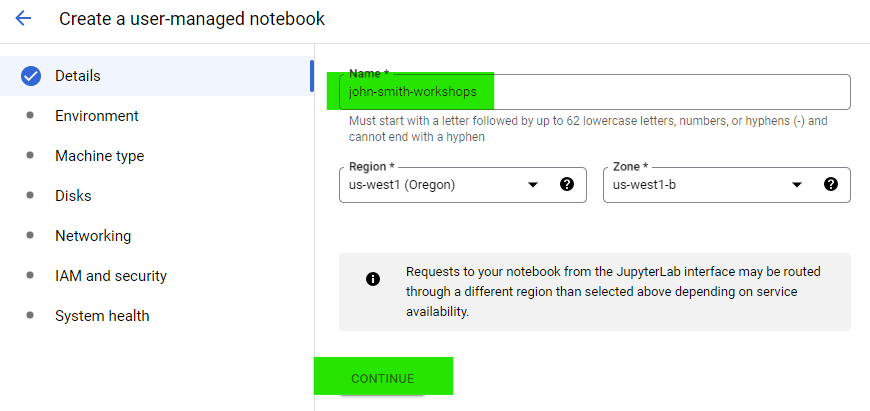 Create a user-managed notebook
Details
Environment
Machine type
Disks
Networking
IAM and security
System health
Name *
john-smith-workshops
Must start with a letter followed by up to 62 lowercase letters, numbers, or hyphens (-) and
cannot end with a hyphen
Region *
us-west1 (Oregon)
Zone *
us-west1-b
Requests to your notebook from the JupyterLab interface may be routed
through a different region than selected above depending on service
availability.
CONTINUE